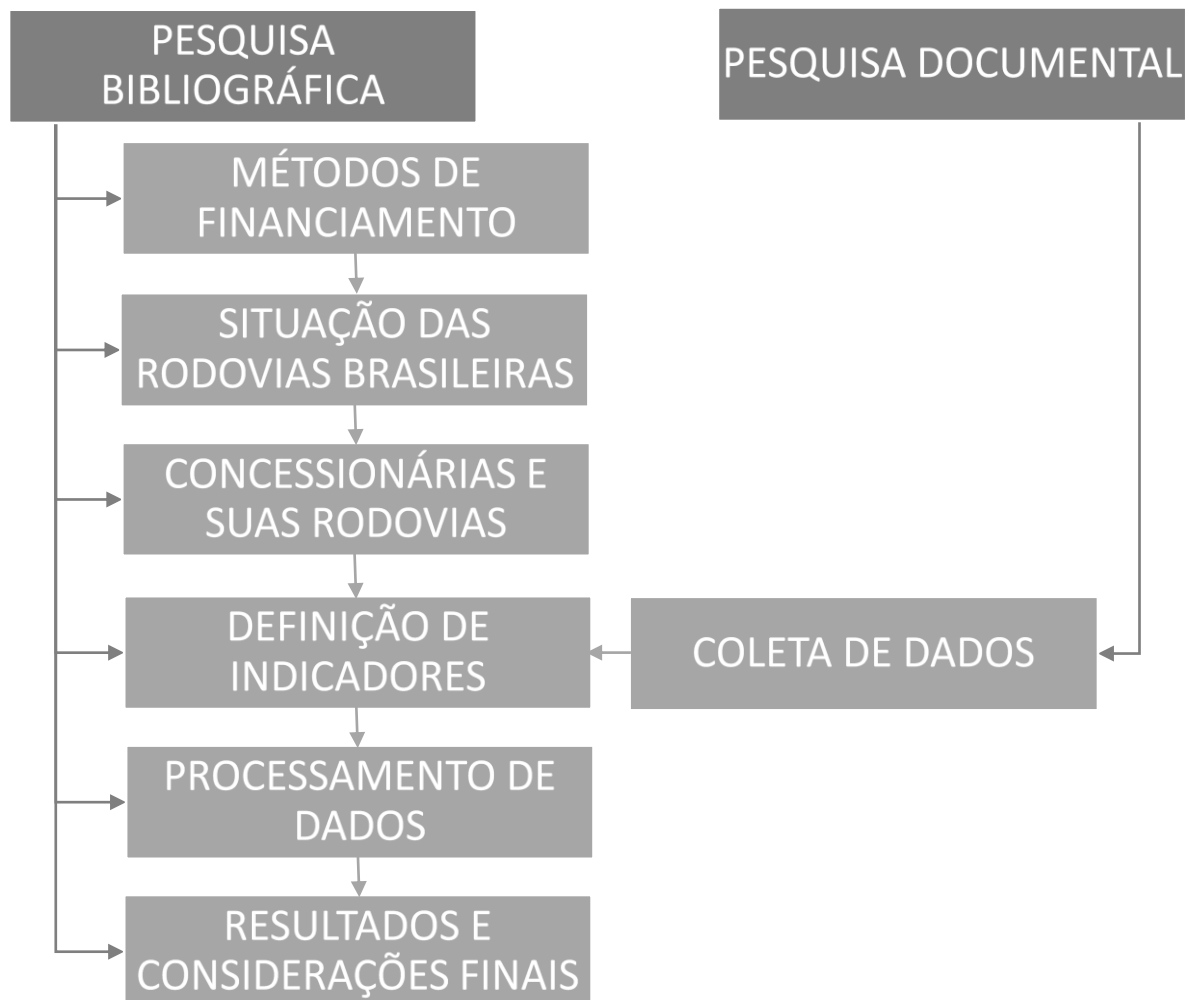 PESQUISA
BIBLIOGRÁFICA
PESQUISA DOCUMENTAL
MÉTODOS DE
FINANCIAMENTO
SITUAÇÃO DAS
RODOVIAS BRASILEIRAS
CONCESSIONÁRIAS E
SUAS RODOVIAS
DEFINIÇÃO DE
INDICADORES
COLETA DE DADOS
PROCESSAMENTO DE
DADOS
RESULTADOS E
CONSIDERAÇÕES FINAIS